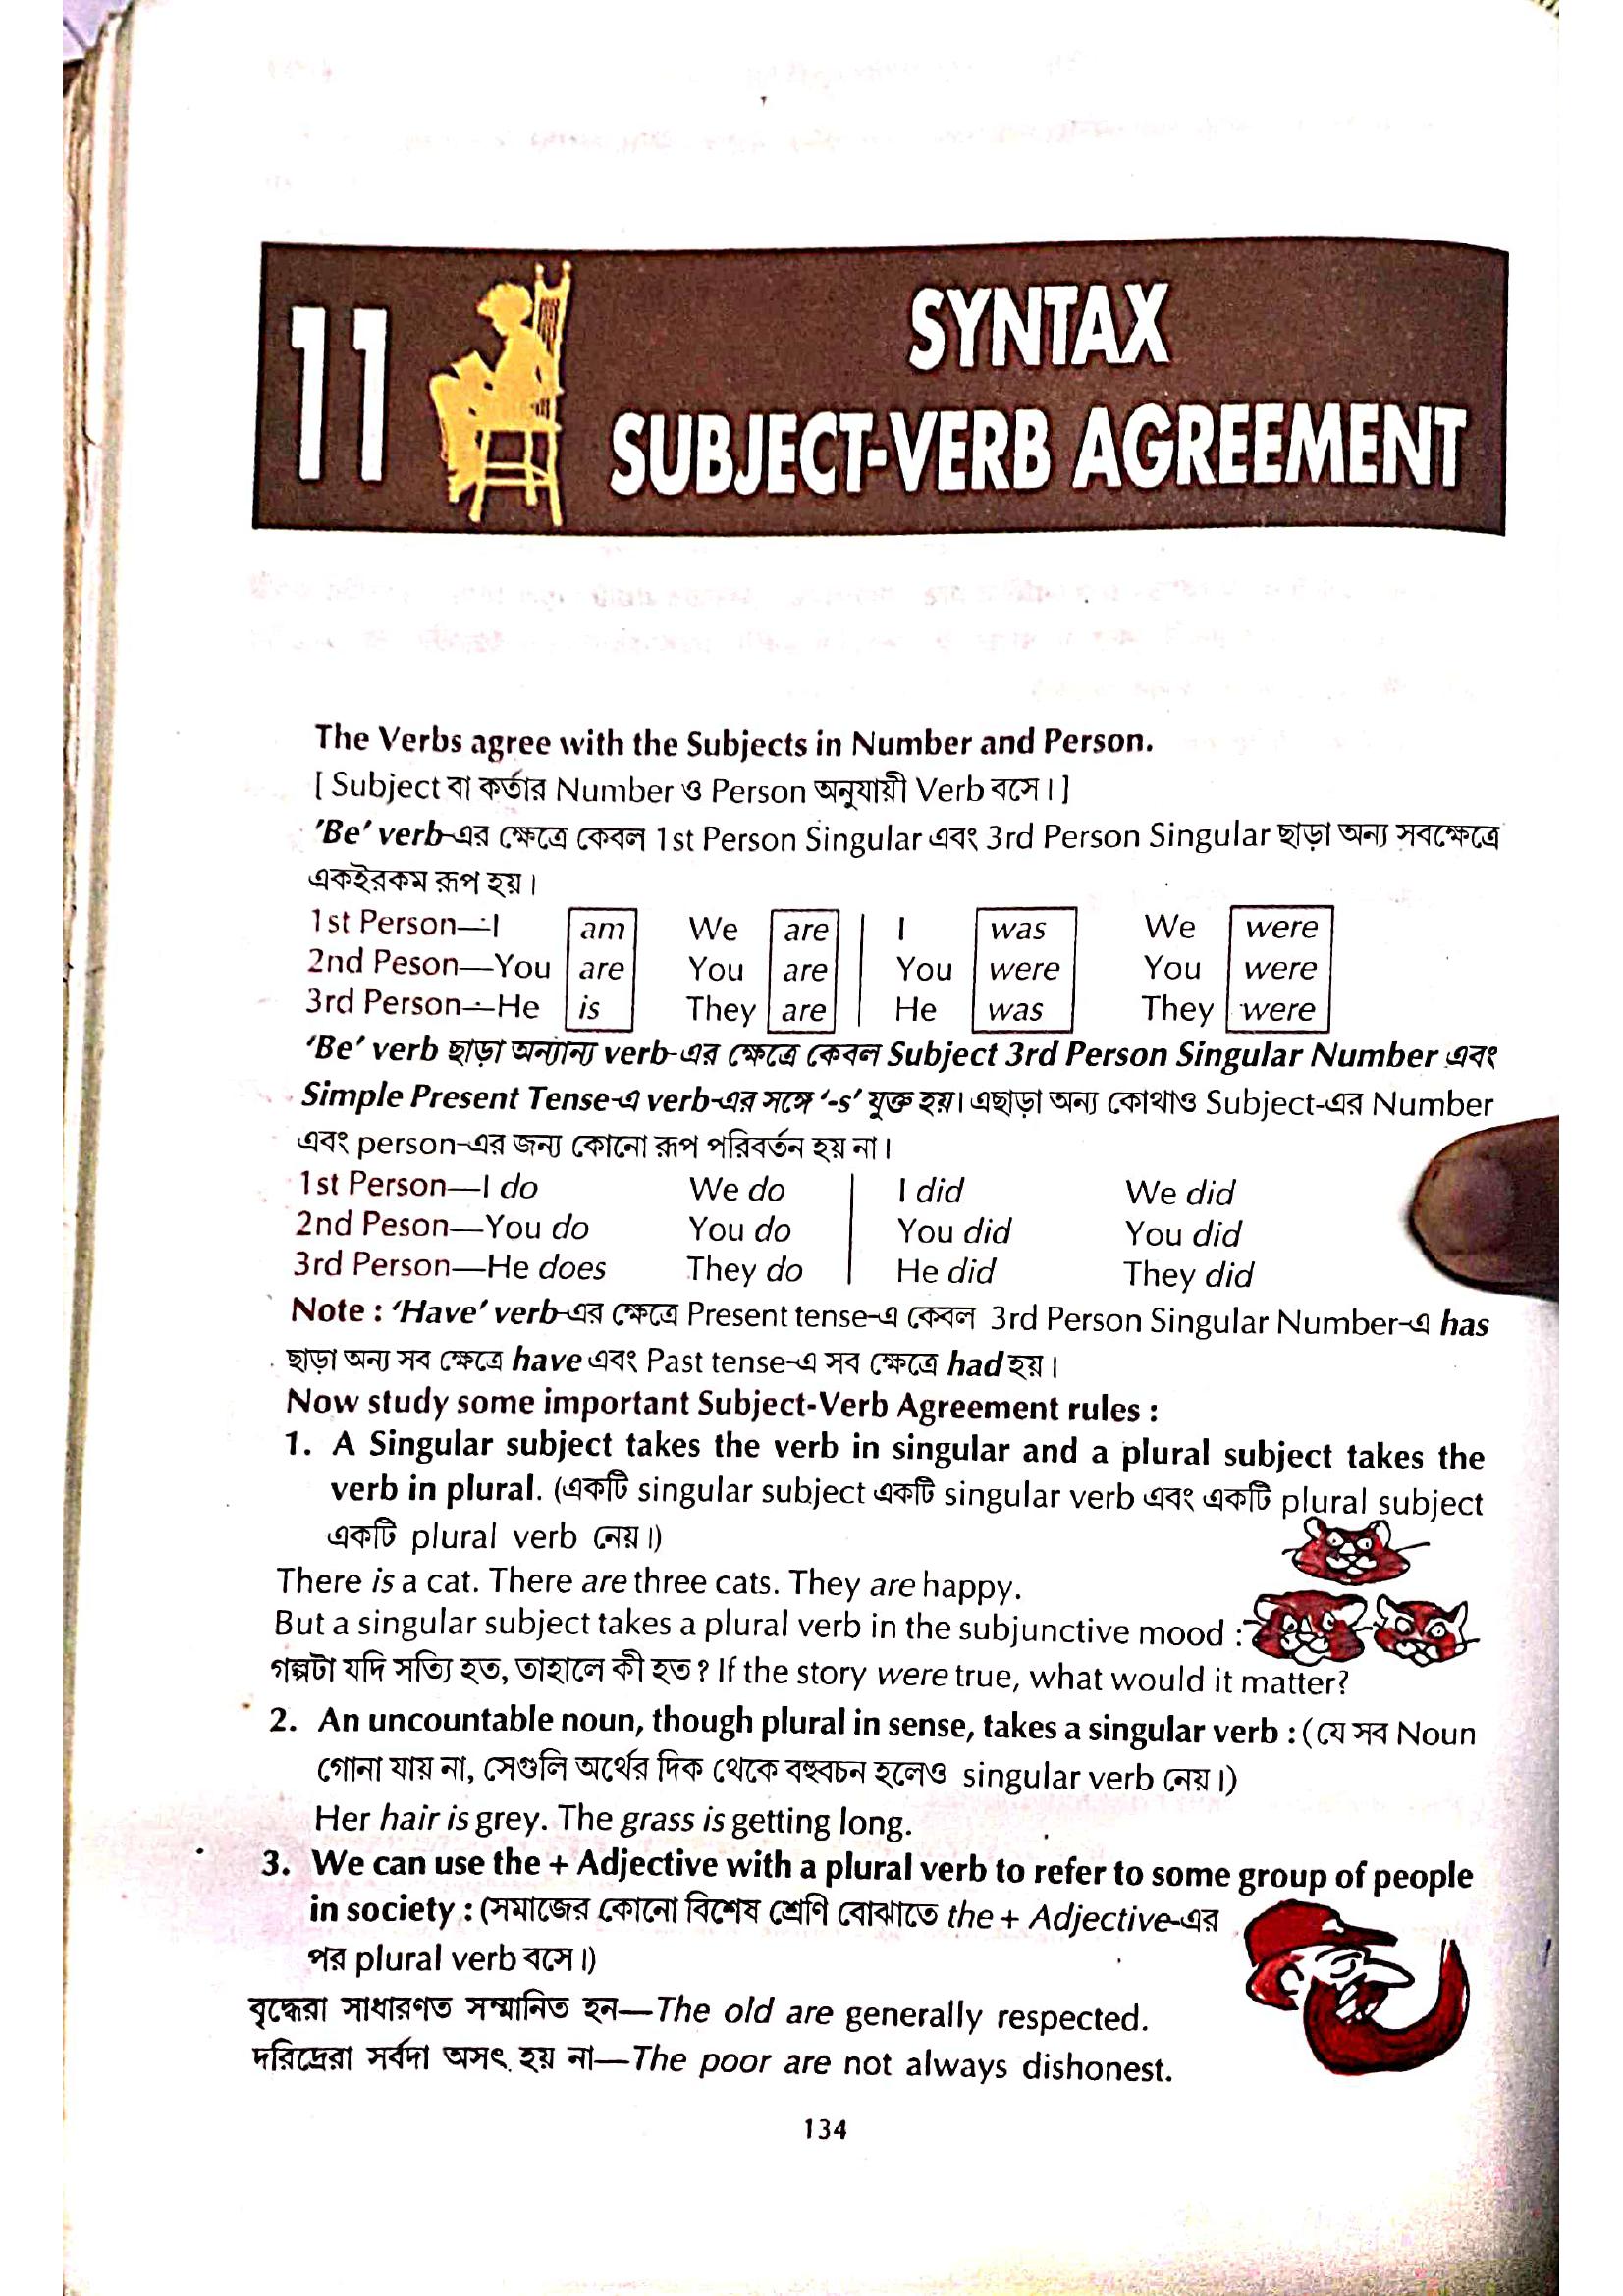 11
SYNTAX
SUBJECT-VERB AGREEMENT
The Verbs agree with the Subjects in Number and Person.
[ Subject বা কর্তার Number ও Person অনুযায়ী Verb বসে। ]
'Be' verb-এর ক্ষেত্রে কেবল 1st Person Singular এবং 3rd Person Singular ছাড়া অন্য সবক্ষেত্রে
একইরকম রূপ হয়।
1st Person—I am We are I was We were
2nd Peson—You are You are You were You were
3rd Person—He is They are He was They were
'Be' verb ছাড়া অন্যান্য verb-এর ক্ষেত্রে কেবল Subject 3rd Person Singular Number এবং
Simple Present Tense-এ verb-এর সঙ্গে '-s' যুক্ত হয়। এছাড়া অন্য কোথাও Subject-এর Number
এবং person-এর জন্য কোনো রূপ পরিবর্তন হয় না।
1st Person—I do We do I did We did
2nd Peson—You do You do You did You did
3rd Person—He does They do He did They did
Note : 'Have' verb-এর ক্ষেত্রে Present tense-এ কেবল 3rd Person Singular Number-এ has
ছাড়া অন্য সব ক্ষেত্রে have এবং Past tense-এ সব ক্ষেত্রে had হয়।
Now study some important Subject-Verb Agreement rules :
1. A Singular subject takes the verb in singular and a plural subject takes the
verb in plural. (একটি singular subject একটি singular verb এবং একটি plural subject
একটি plural verb নেয়।)
There is a cat. There are three cats. They are happy.
But a singular subject takes a plural verb in the subjunctive mood :
গল্পটা যদি সত্যি হত, তাহালে কী হত? If the story were true, what would it matter?
2. An uncountable noun, though plural in sense, takes a singular verb : (যে সব Noun
গোনা যায় না, সেগুলি অর্থের দিক থেকে বহুবচন হলেও singular verb নেয়।)
Her hair is grey. The grass is getting long.
3. We can use the + Adjective with a plural verb to refer to some group of people
in society : (সমাজের কোনো বিশেষ শ্রেণি বোঝাতে the + Adjective-এর
পর plural verb বসে।)
বৃদ্ধেরা সাধারণত সম্মানিত হন—The old are generally respected.
দরিদ্রেরা সর্বদা অসৎ হয় না—The poor are not always dishonest.
134